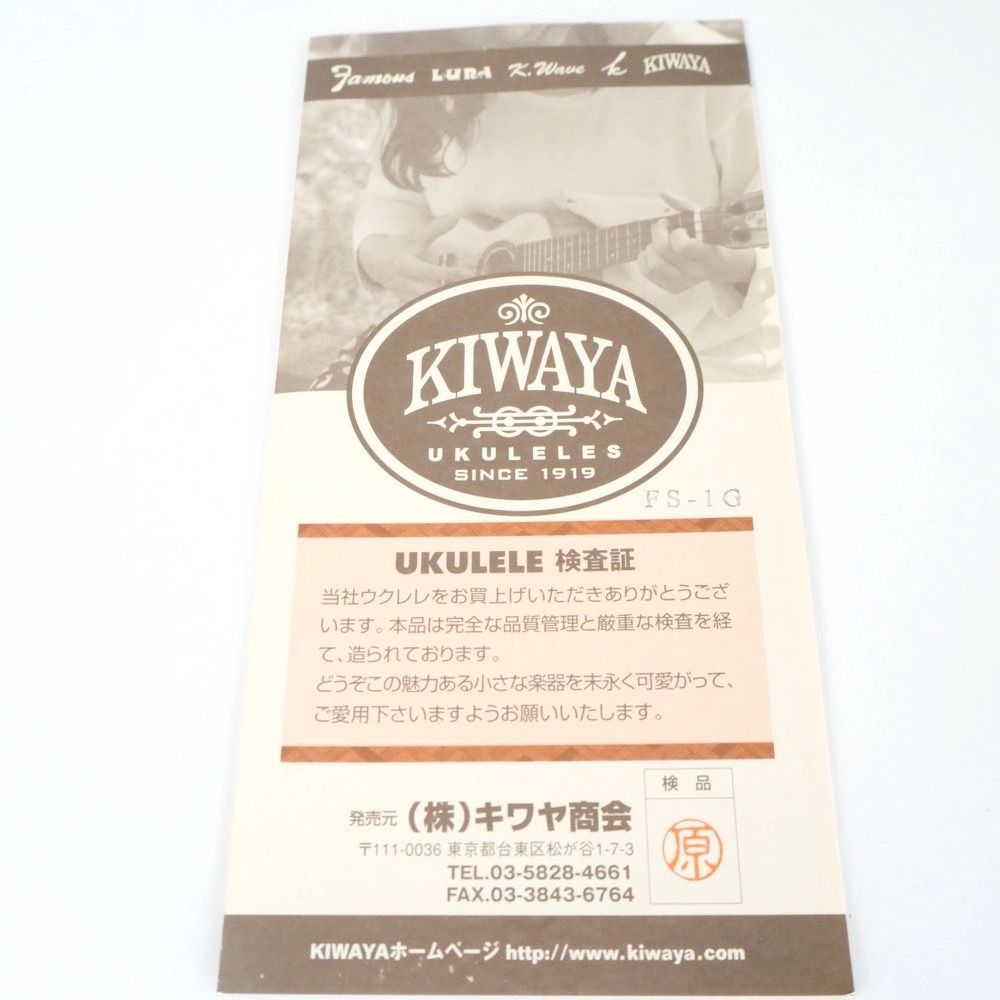 Famous LUNA K.Wave k KIWAYA
KIWAYA
UKULELES
SINCE 1919
FS-1G
UKULELE 検査証
当社ウクレレをお買上げいただきありがとうござ
います。本品は完全な品質管理と厳重な検査を経
て、造られております。
どうぞこの魅力ある小さな楽器を末永く可愛がって、
ご愛用下さいますようお願いいたします。
発売元 (株)キワヤ商会
〒111-0036 東京都台東区松が谷1-7-3
TEL.03-5828-4661
FAX.03-3843-6764
検品
原
KIWAYAホームページ http://www.kiwaya.com